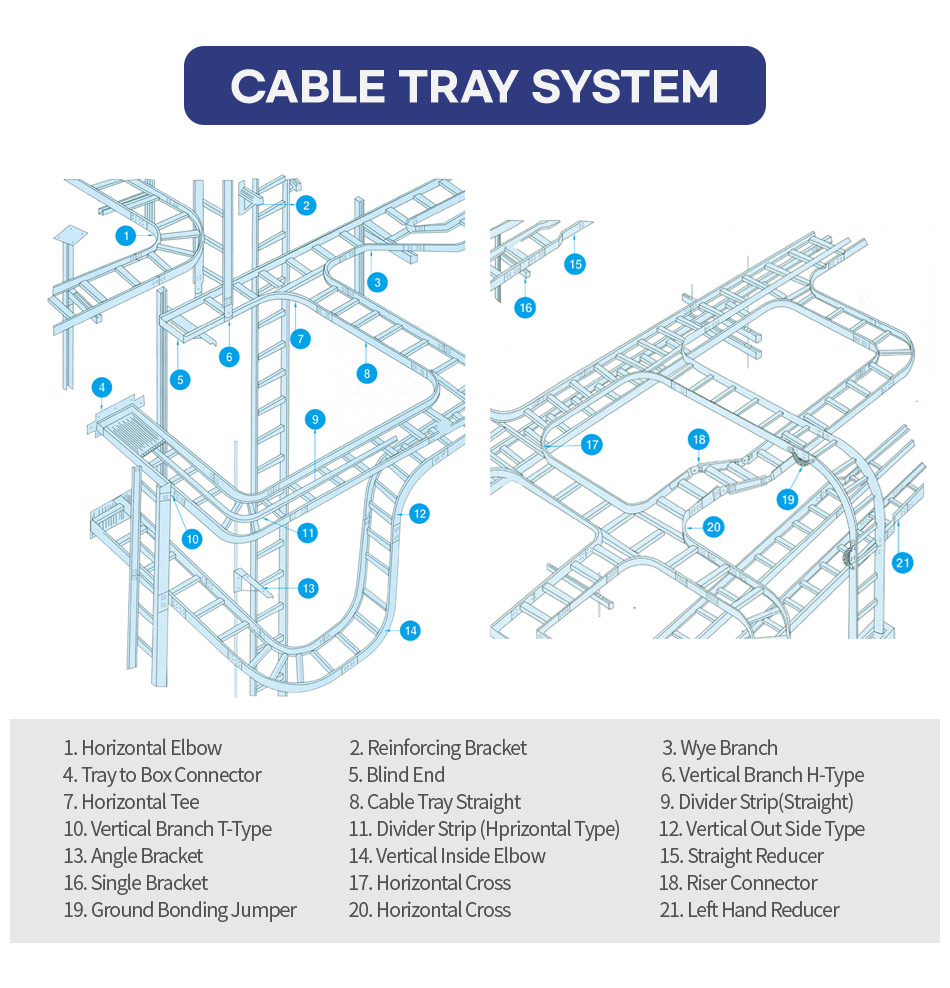 CABLE TRAY SYSTEM
1
2
3
4
5
6
7
8
9
10
11
12
13
14
15
16
17
18
19
20
21
1. Horizontal Elbow 2. Reinforcing Bracket 3. Wye Branch
4. Tray to Box Connector 5. Blind End 6. Vertical Branch H-Type
7. Horizontal Tee 8. Cable Tray Straight 9. Divider Strip(Straight)
10. Vertical Branch T-Type 11. Divider Strip (Hprizontal Type) 12. Vertical Out Side Type
13. Angle Bracket 14. Vertical Inside Elbow 15. Straight Reducer
16. Single Bracket 17. Horizontal Cross 18. Riser Connector
19. Ground Bonding Jumper 20. Horizontal Cross 21. Left Hand Reducer